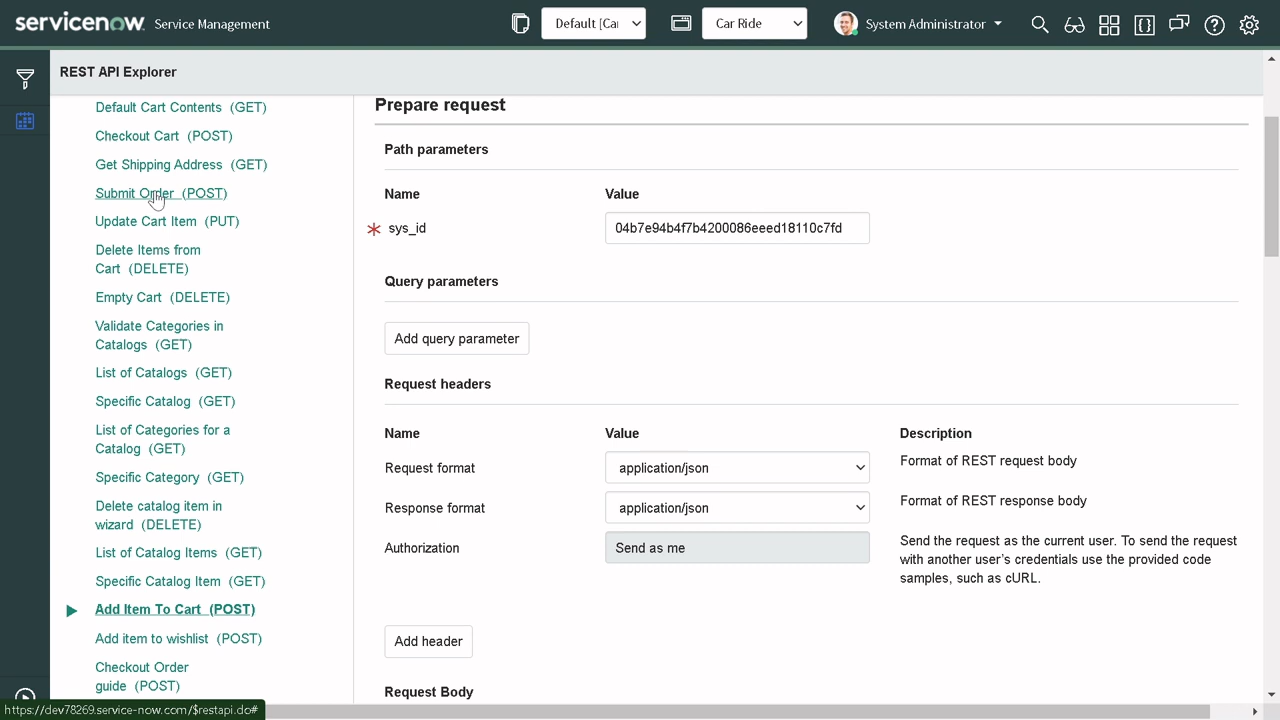 servicenow Service Management
Default [Car
Car Ride
System Administrator
REST API Explorer
Default Cart Contents (GET)
Checkout Cart (POST)
Get Shipping Address (GET)
Submit Order (POST)
Update Cart Item (PUT)
Delete Items from
Cart (DELETE)
Empty Cart (DELETE)
Validate Categories in
Catalogs (GET)
List of Catalogs (GET)
Specific Catalog (GET)
List of Categories for a
Catalog (GET)
Specific Category (GET)
Delete catalog item in
wizard (DELETE)
List of Catalog Items (GET)
Specific Catalog Item (GET)
Add Item To Cart (POST)
Add item to wishlist (POST)
Checkout Order
guide (POST)
https://dev78269.service-now.com/$restapi.do#
Prepare request
Path parameters
Name Value
sys_id 04b7e94b4f7b4200086eeed18110c7fd
Query parameters
Add query parameter
Request headers
Name Value Description
Request format application/json Format of REST request body
Response format application/json Format of REST response body
Authorization Send as me Send the request as the current user. To send the request
with another user's credentials use the provided code
samples, such as cURL.
Add header
Request Body